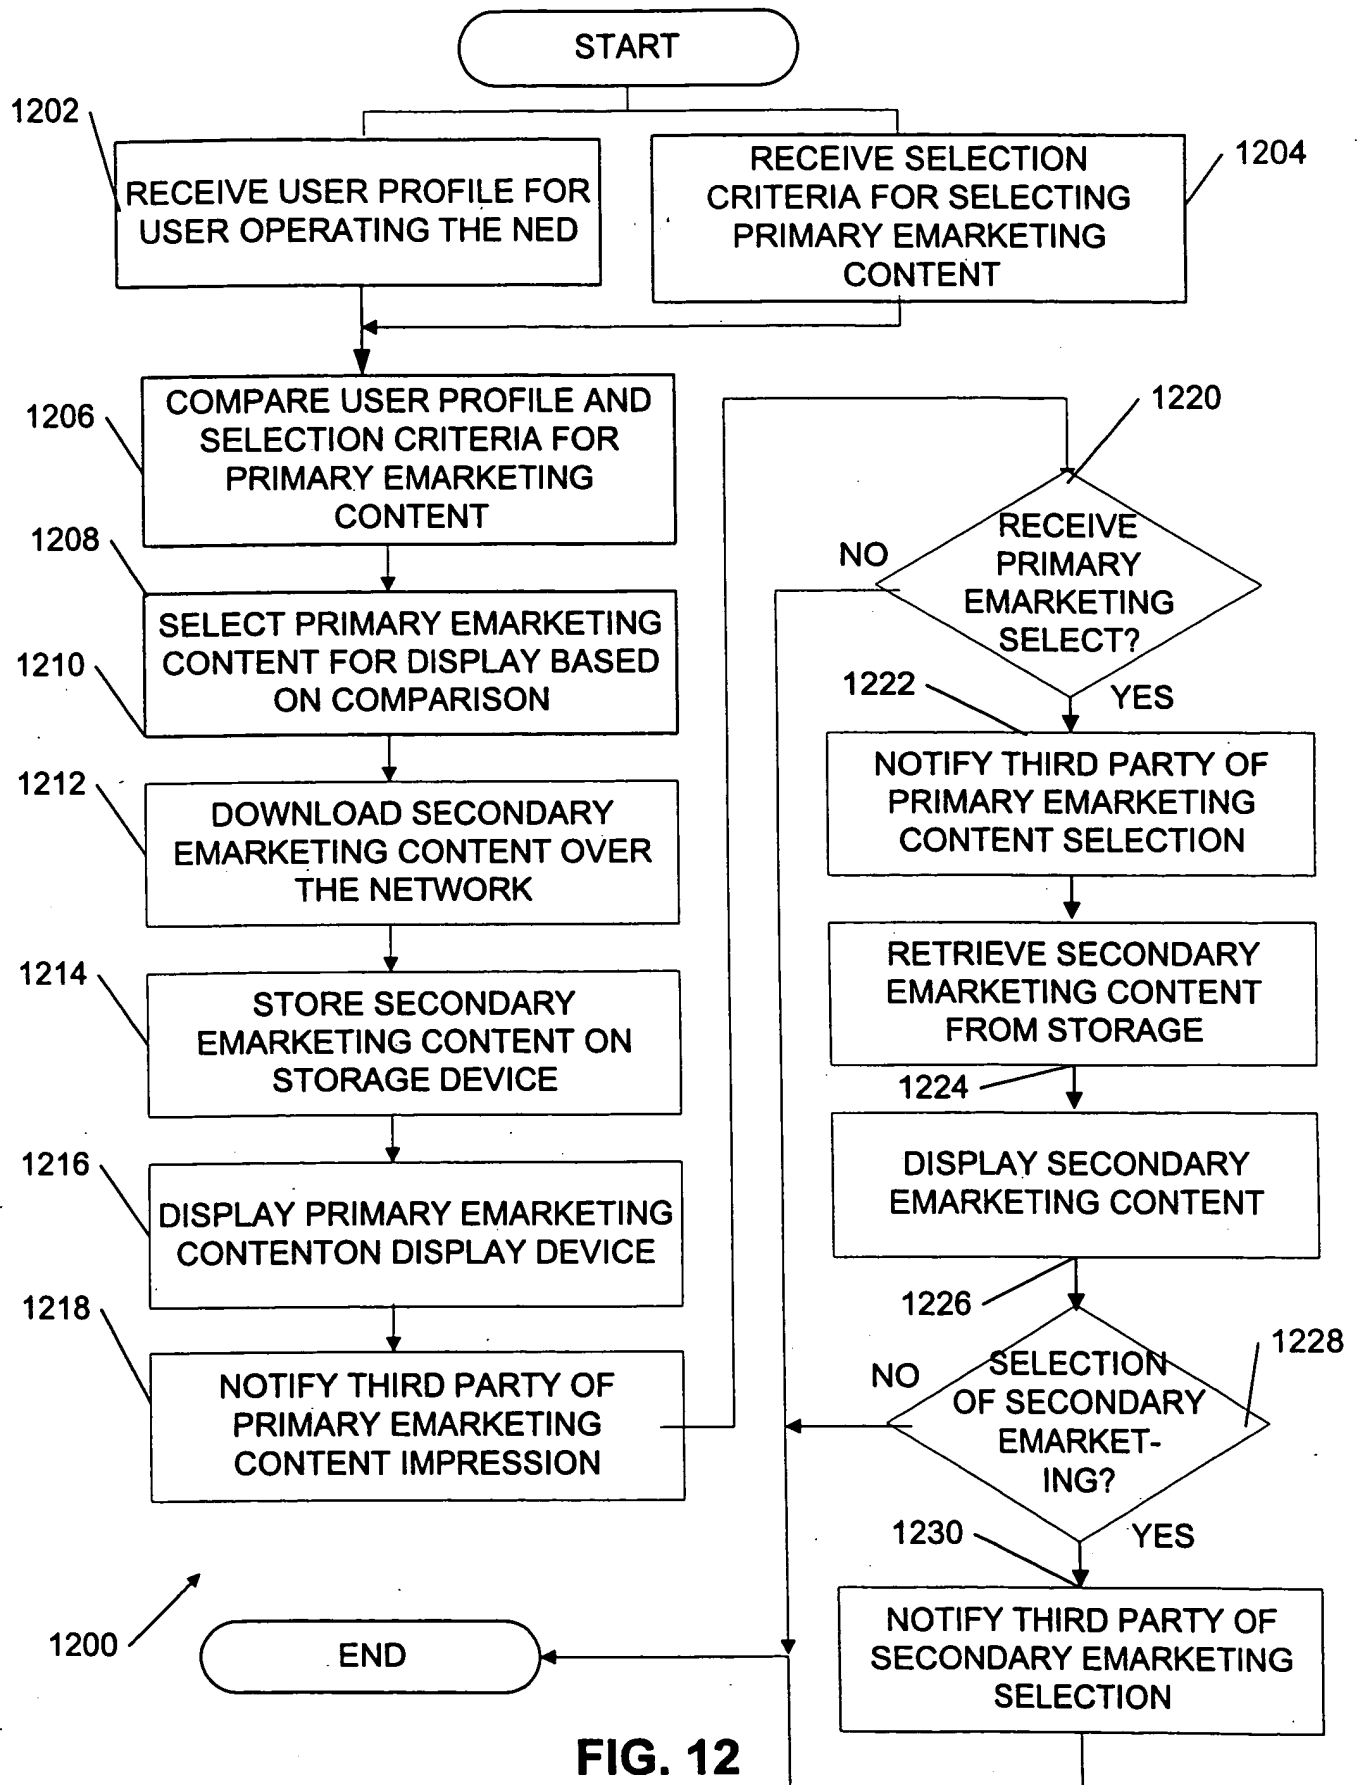 START
1202
RECEIVE USER PROFILE FOR
USER OPERATING THE NED
RECEIVE SELECTION
CRITERIA FOR SELECTING
PRIMARY EMARKETING
CONTENT
1204
1206
COMPARE USER PROFILE AND
SELECTION CRITERIA FOR
PRIMARY EMARKETING
CONTENT
1208
1210
SELECT PRIMARY EMARKETING
CONTENT FOR DISPLAY BASED
ON COMPARISON
1212
DOWNLOAD SECONDARY
EMARKETING CONTENT OVER
THE NETWORK
1214
STORE SECONDARY
EMARKETING CONTENT ON
STORAGE DEVICE
1216
DISPLAY PRIMARY EMARKETING
CONTENTON DISPLAY DEVICE
1218
NOTIFY THIRD PARTY OF
PRIMARY EMARKETING
CONTENT IMPRESSION
1220
RECEIVE
PRIMARY
EMARKETING
SELECT?
NO
YES
1222
NOTIFY THIRD PARTY OF
PRIMARY EMARKETING
CONTENT SELECTION
RETRIEVE SECONDARY
EMARKETING CONTENT
FROM STORAGE
1224
DISPLAY SECONDARY
EMARKETING CONTENT
1226
1228
SELECTION
OF SECONDARY
EMARKET-
ING?
NO
YES
1230
NOTIFY THIRD PARTY OF
SECONDARY EMARKETING
SELECTION
1200
END
FIG. 12